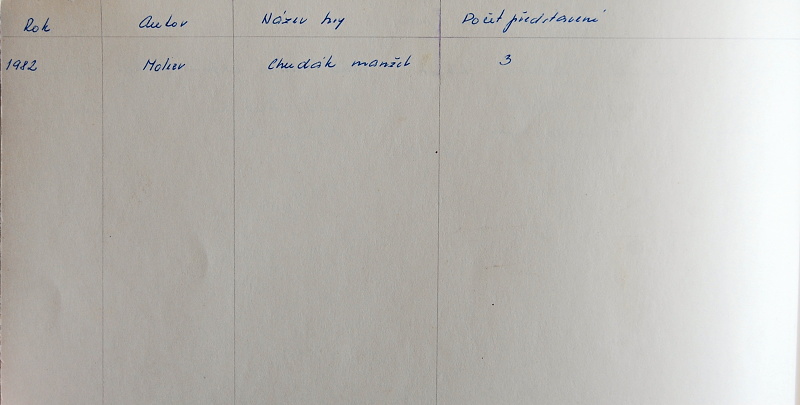 Rok Autor Název hry Počet představení
1982 Molier Chudák manžel 3